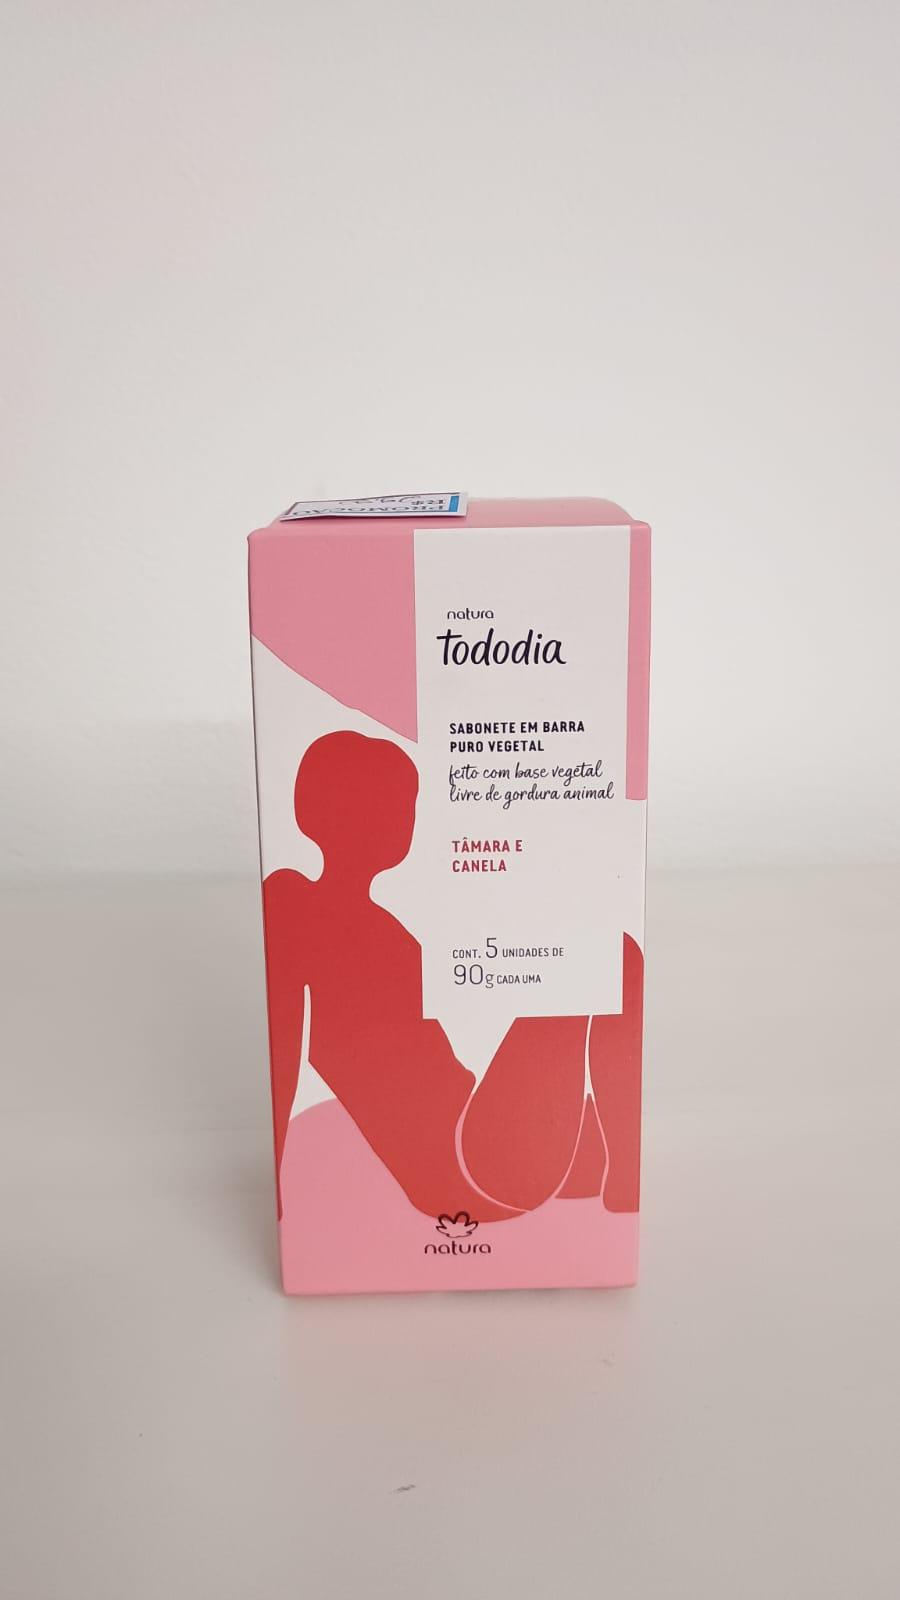 PROMOÇÃO
R$
natura
Tododia
SABONETE EM BARRA
PURO VEGETAL
feito com base vegetal
livre de gordura animal
TÂMARA E
CANELA
CONT. 5 UNIDADES DE
90g CADA UMA
natura